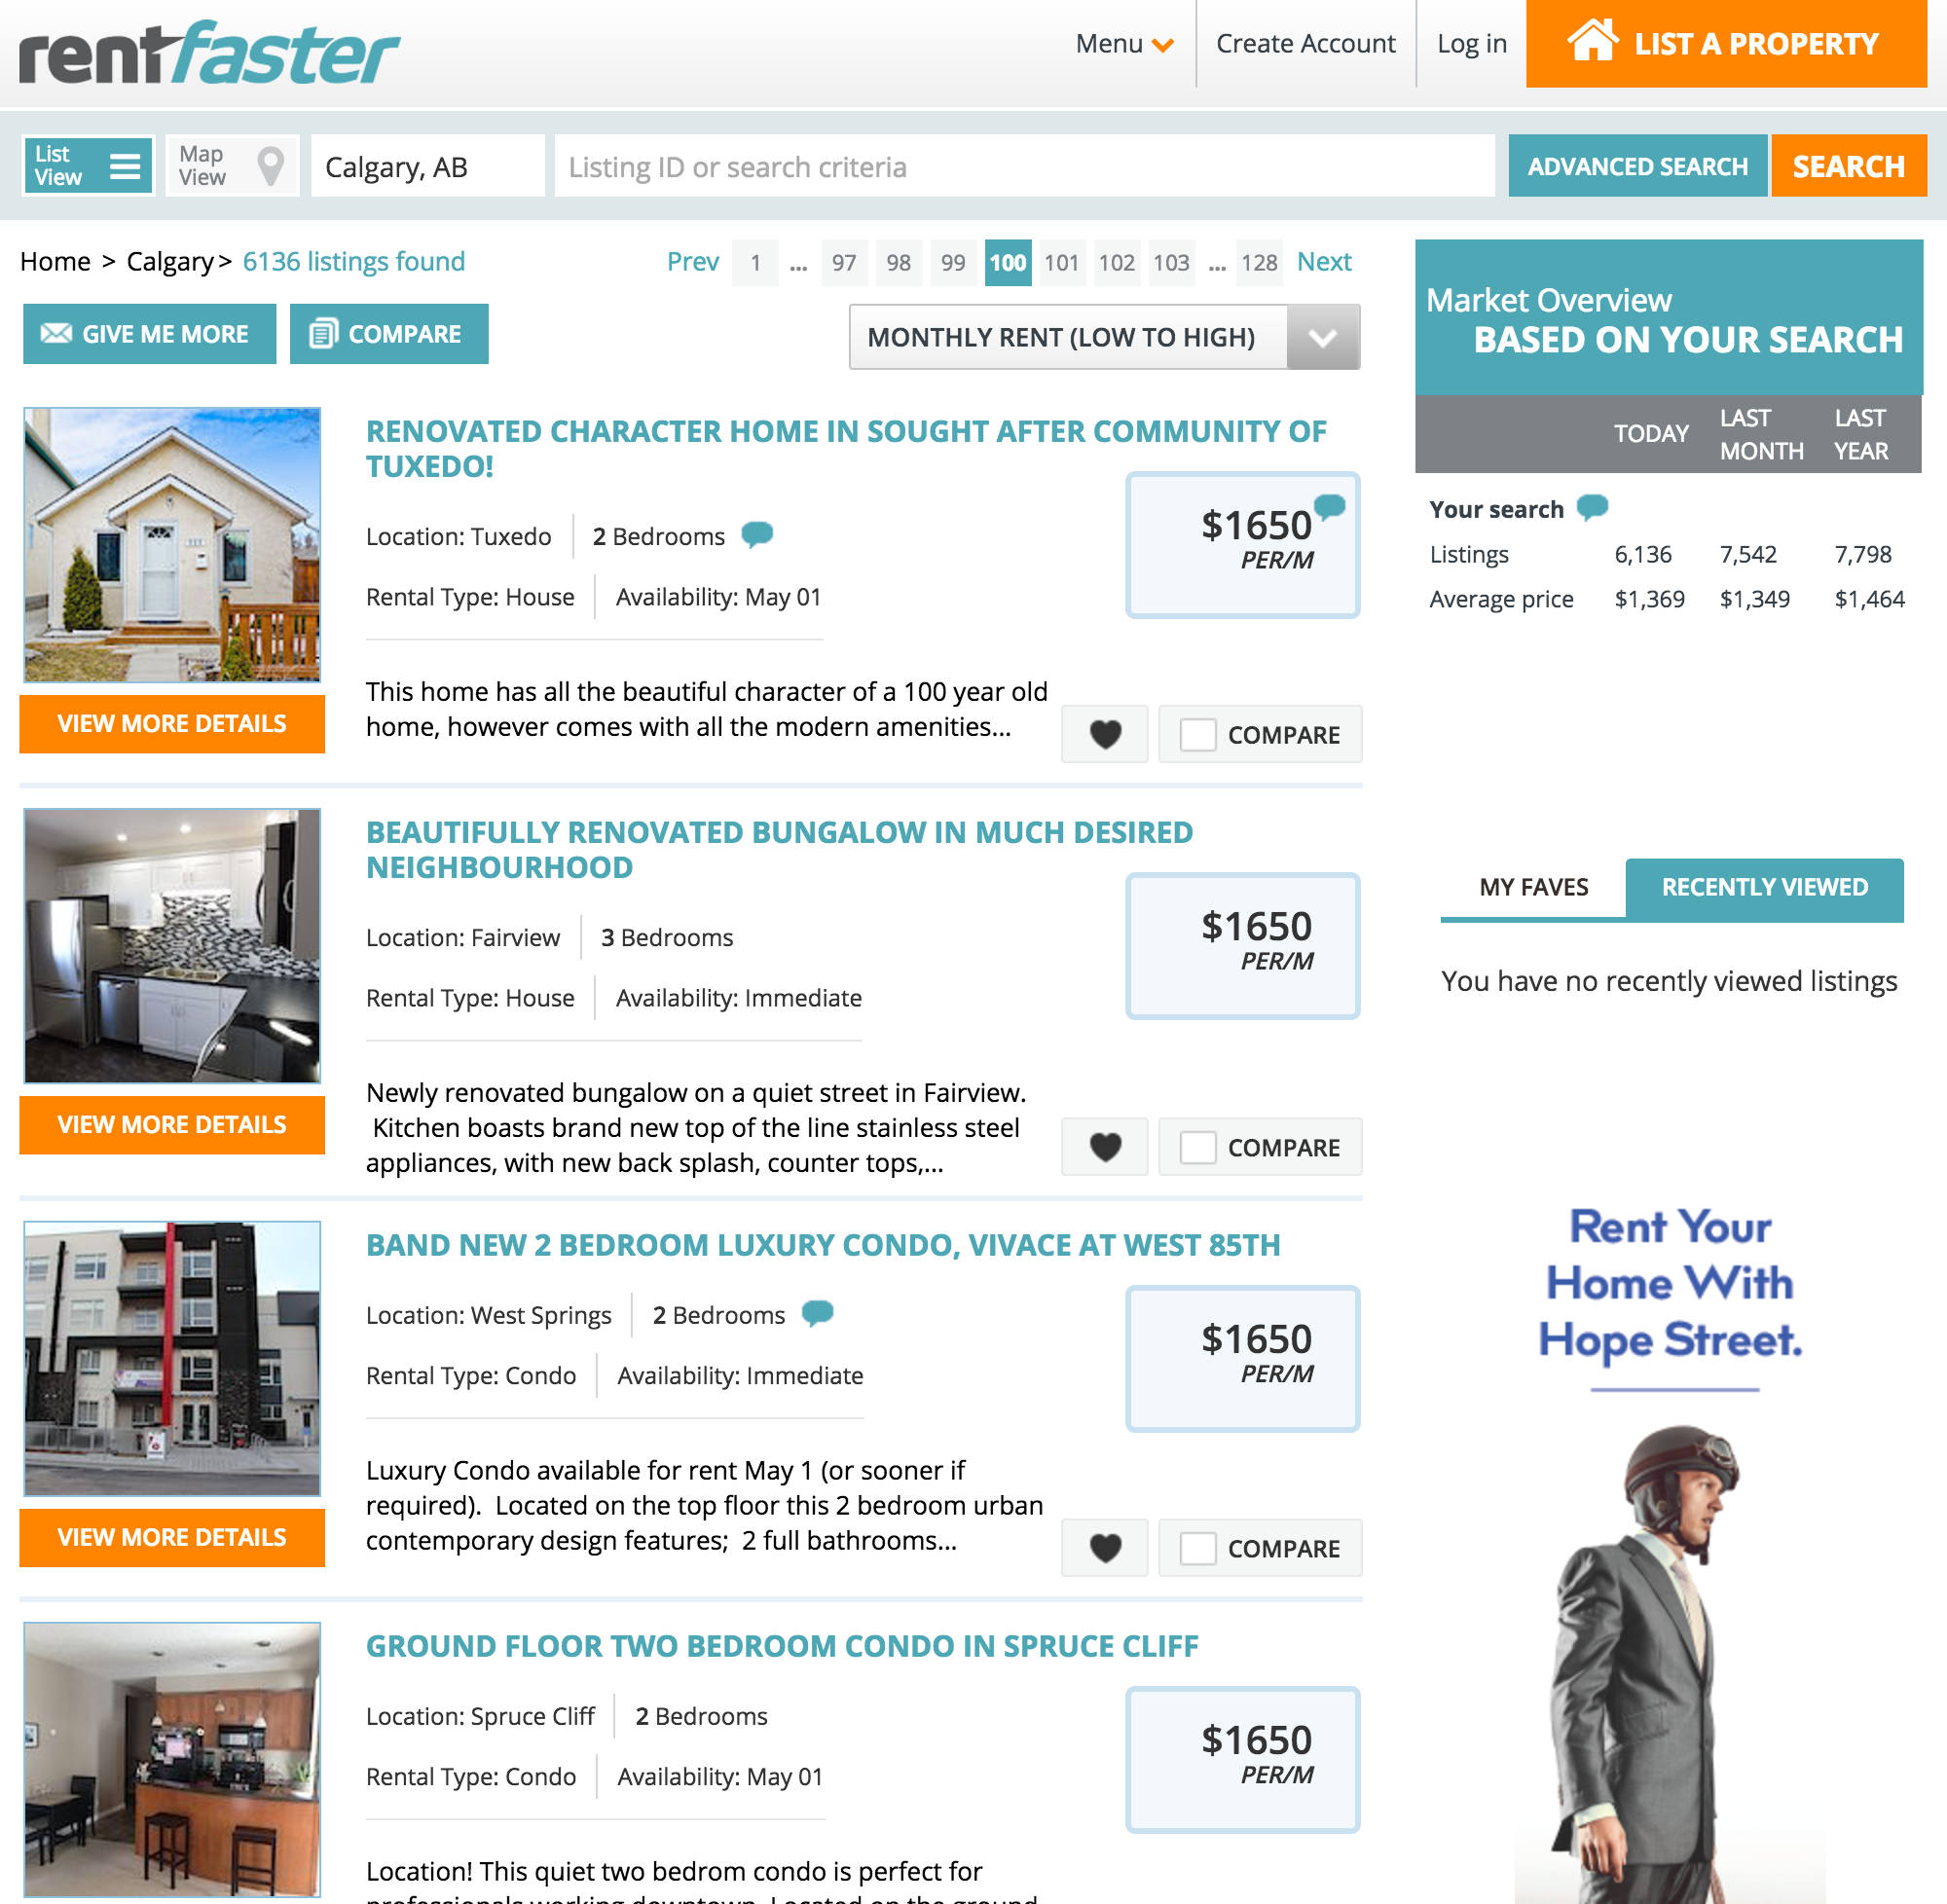 rentfaster
Menu
Create Account
Log in
LIST A PROPERTY
List
View
Map
View
Calgary, AB
Listing ID or search criteria
ADVANCED SEARCH
SEARCH
Home > Calgary > 6136 listings found
Prev 1 ... 97 98 99 100 101 102 103 ... 128 Next
GIVE ME MORE
COMPARE
MONTHLY RENT (LOW TO HIGH)
RENOVATED CHARACTER HOME IN SOUGHT AFTER COMMUNITY OF
TUXEDO!
Location: Tuxedo
2 Bedrooms
Rental Type: House
Availability: May 01
$1650
PER/M
This home has all the beautiful character of a 100 year old
home, however comes with all the modern amenities...
VIEW MORE DETAILS
COMPARE
BEAUTIFULLY RENOVATED BUNGALOW IN MUCH DESIRED
NEIGHBOURHOOD
Location: Fairview
3 Bedrooms
Rental Type: House
Availability: Immediate
$1650
PER/M
Newly renovated bungalow on a quiet street in Fairview.
Kitchen boasts brand new top of the line stainless steel
appliances, with new back splash, counter tops,...
VIEW MORE DETAILS
COMPARE
BAND NEW 2 BEDROOM LUXURY CONDO, VIVACE AT WEST 85TH
Location: West Springs
2 Bedrooms
Rental Type: Condo
Availability: Immediate
$1650
PER/M
Luxury Condo available for rent May 1 (or sooner if
required). Located on the top floor this 2 bedroom urban
contemporary design features; 2 full bathrooms...
VIEW MORE DETAILS
COMPARE
GROUND FLOOR TWO BEDROOM CONDO IN SPRUCE CLIFF
Location: Spruce Cliff
2 Bedrooms
Rental Type: Condo
Availability: May 01
$1650
PER/M
Location! This quiet two bedrom condo is perfect for
professionals working downtown. Located on the ground
Market Overview
BASED ON YOUR SEARCH
TODAY
LAST
MONTH
LAST
YEAR
Your search
Listings 6,136 7,542 7,798
Average price $1,369 $1,349 $1,464
MY FAVES
RECENTLY VIEWED
You have no recently viewed listings
Rent Your
Home With
Hope Street.